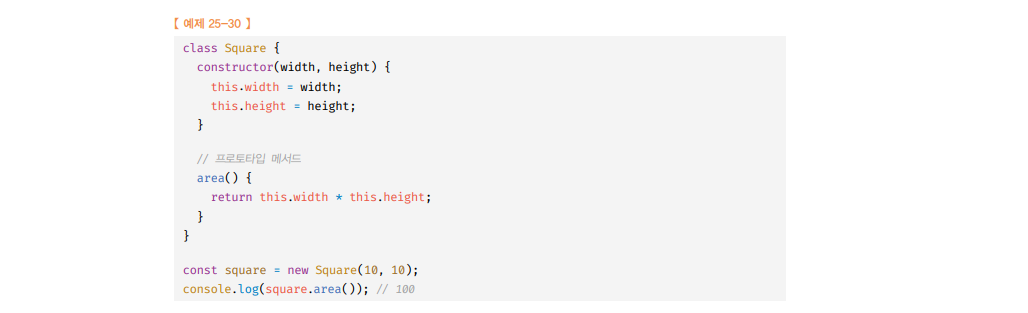 【 예제 25-30 】
class Square {
  constructor(width, height) {
    this.width = width;
    this.height = height;
  }
  // 프로토타입 메서드
  area() {
    return this.width * this.height;
  }
}
const square = new Square(10, 10);
console.log(square.area()); // 100